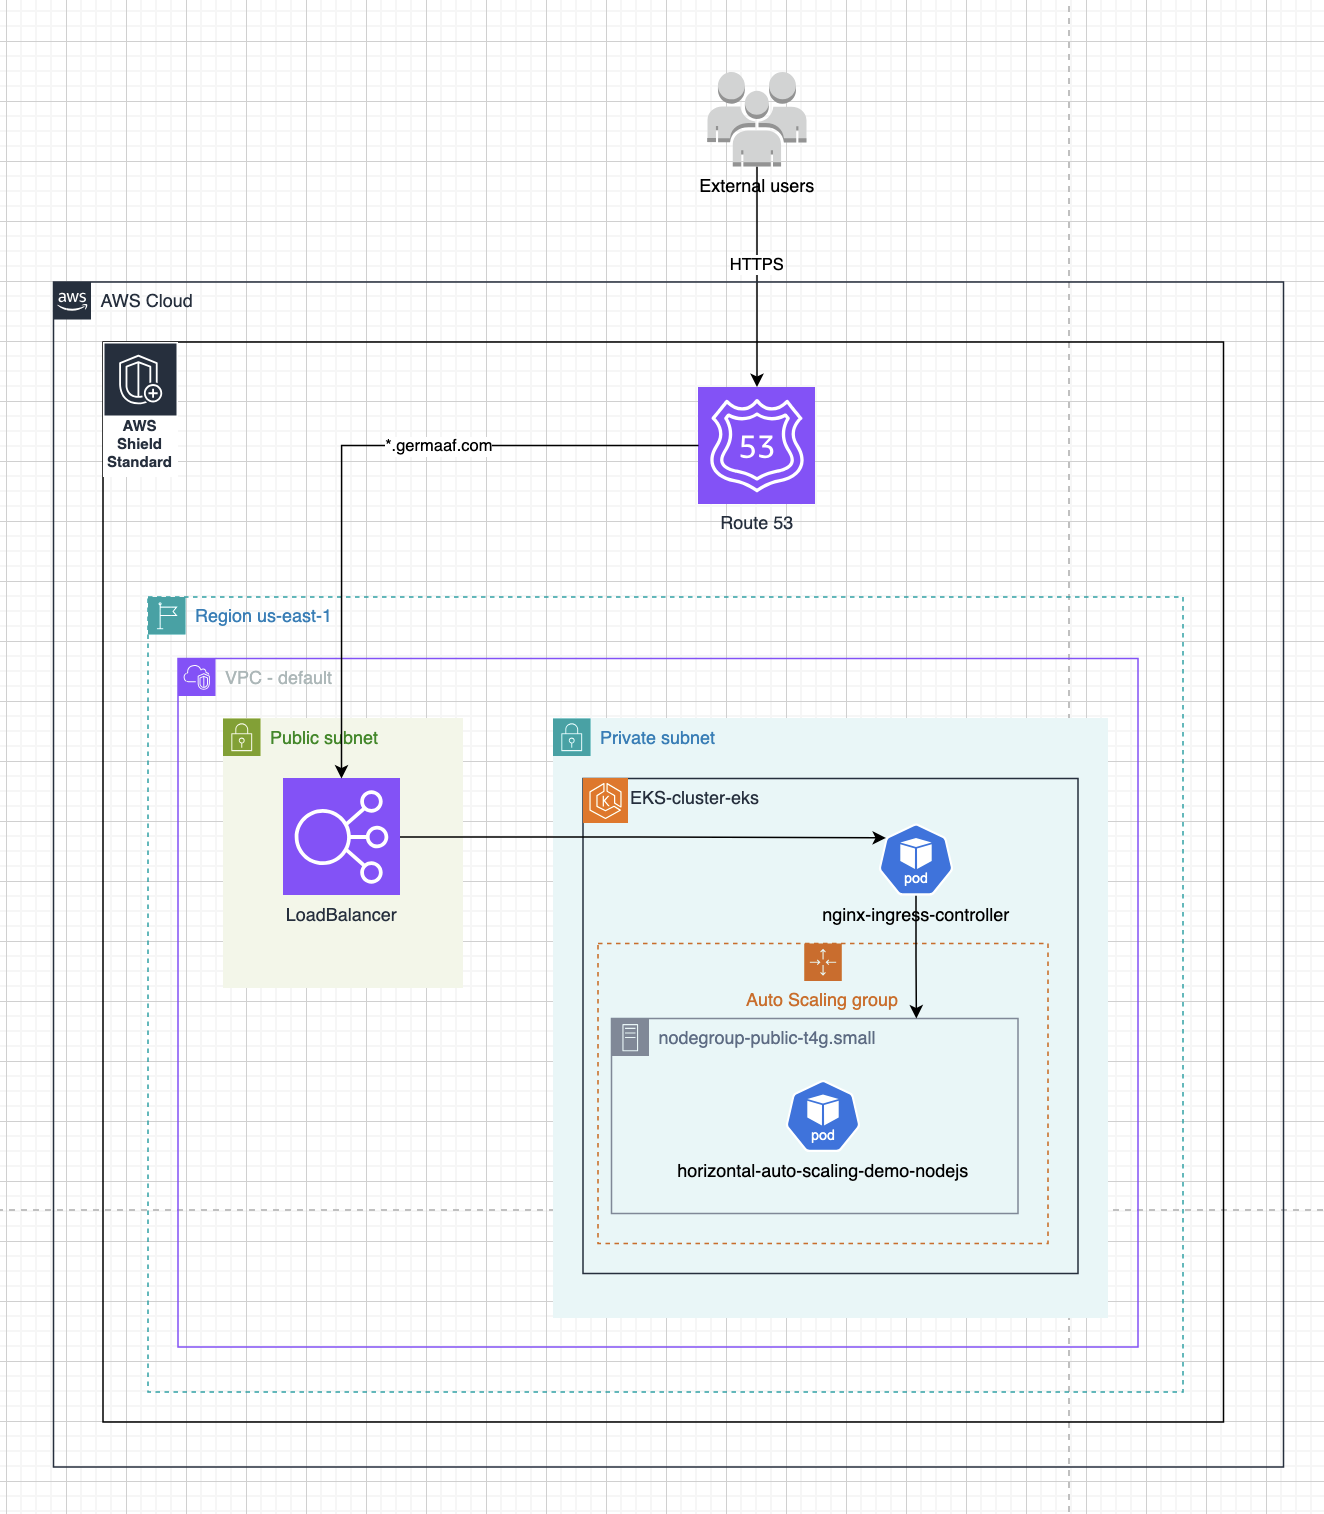 External users
HTTPS
aws
AWS Cloud
AWS
Shield
Standard
53
*.germaaf.com
Route 53
Region us-east-1
VPC - default
Public subnet
Private subnet
K
EKS-cluster-eks
pod
LoadBalancer
nginx-ingress-controller
Auto Scaling group
nodegroup-public-t4g.small
pod
horizontal-auto-scaling-demo-nodejs